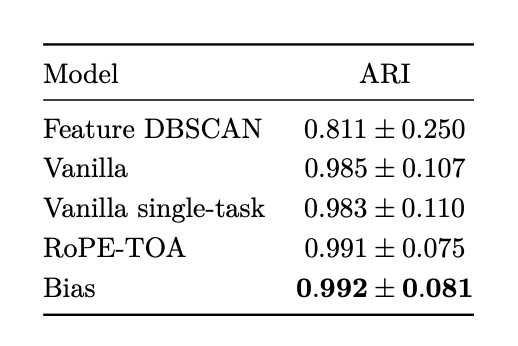 Model ARI
Feature DBSCAN 0.811 ± 0.250
Vanilla 0.985 ± 0.107
Vanilla single-task 0.983 ± 0.110
RoPE-TOA 0.991 ± 0.075
Bias 0.992 ± 0.081